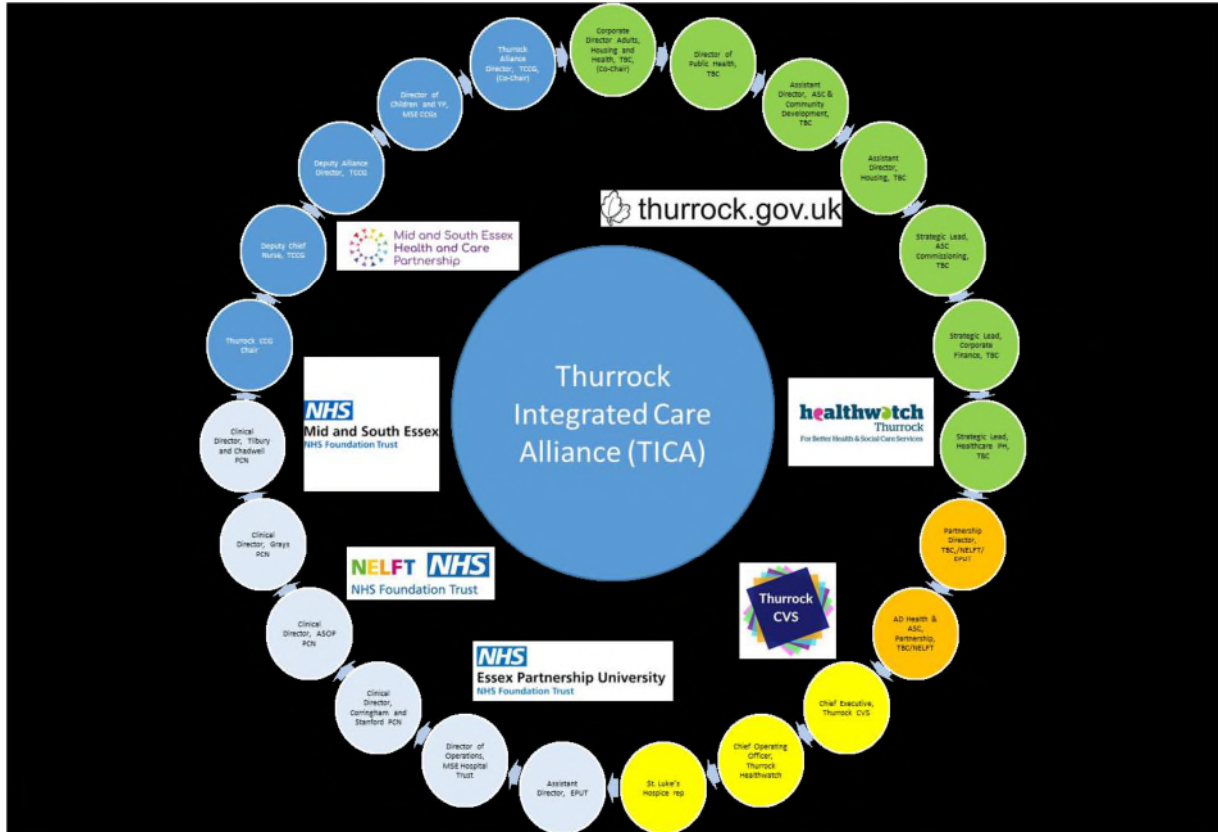 Thurrock
Alliance
Director, TCCG,
(Co-Chair)
Corporate
Director Adults,
Housing and
Health, TBC,
(Co-Chair)
Director of
Public Health,
TBC
Assistant
Director, ASC &
Community
Development,
TBC
Assistant
Director,
Housing, TBC
Strategic Lead,
ASC
Commissioning,
TBC
Strategic Lead,
Corporate
Finance, TBC
Strategic Lead,
Healthcare PH,
TBC
Partnership
Director,
TBC,/NELFT/
EPUT
AD Health &
ASC,
Partnership,
TBC/NELFT
Chief Executive,
Thurrock CVS
Chief Operating
Officer,
Thurrock
Healthwatch
St. Luke's
Hospice rep
Assistant
Director, EPUT
Director of
Operations,
MSE Hospital
Trust
Clinical
Director,
Corringham and
Stanford PCN
Clinical
Director, ASOP
PCN
Clinical
Director, Grays
PCN
Clinical
Director, Tilbury
and Chadwell
PCN
Thurrock CCG
Chair
Deputy Chief
Nurse, TCCG
Deputy Alliance
Director, TCCG
Director of
Children and YP,
MSE CCGs
thurrock.gov.uk
Mid and South Essex
Health and Care
Partnership
Thurrock
Integrated Care
Alliance (TICA)
NHS
Mid and South Essex
NHS Foundation Trust
healthwatch
Thurrock
For Better Health & Social Care Services
NELFT NHS
NHS Foundation Trust
Thurrock
CVS
NHS
Essex Partnership University
NHS Foundation Trust